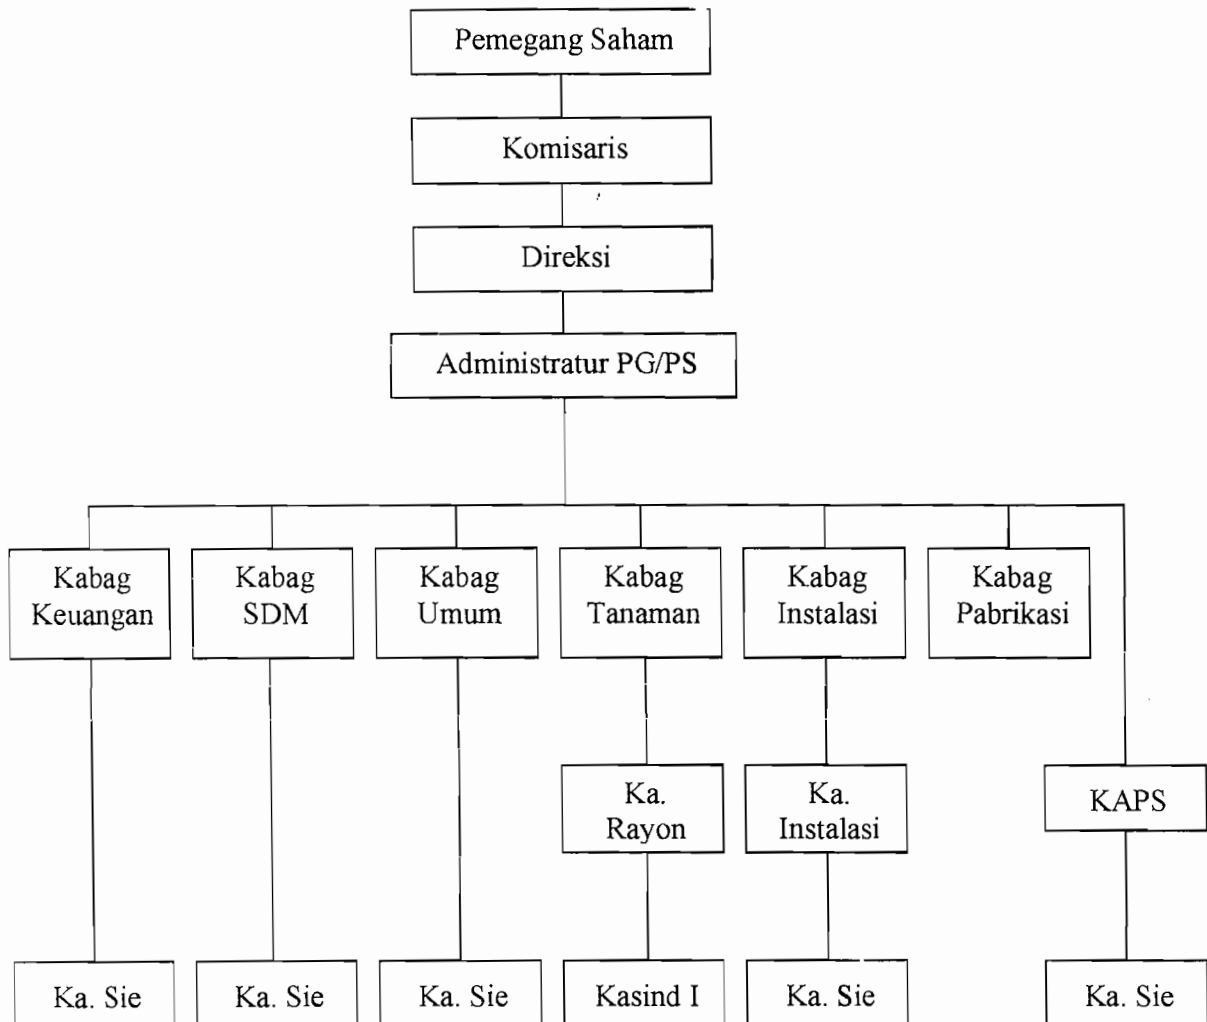 Pemegang Saham
Komisaris
Direksi
Administratur PG/PS
Kabag
Keuangan
Kabag
SDM
Kabag
Umum
Kabag
Tanaman
Kabag
Instalasi
Kabag
Pabrikasi
Ka.
Rayon
Ka.
Instalasi
KAPS
Ka. Sie
Ka. Sie
Ka. Sie
Kasind I
Ka. Sie
Ka. Sie